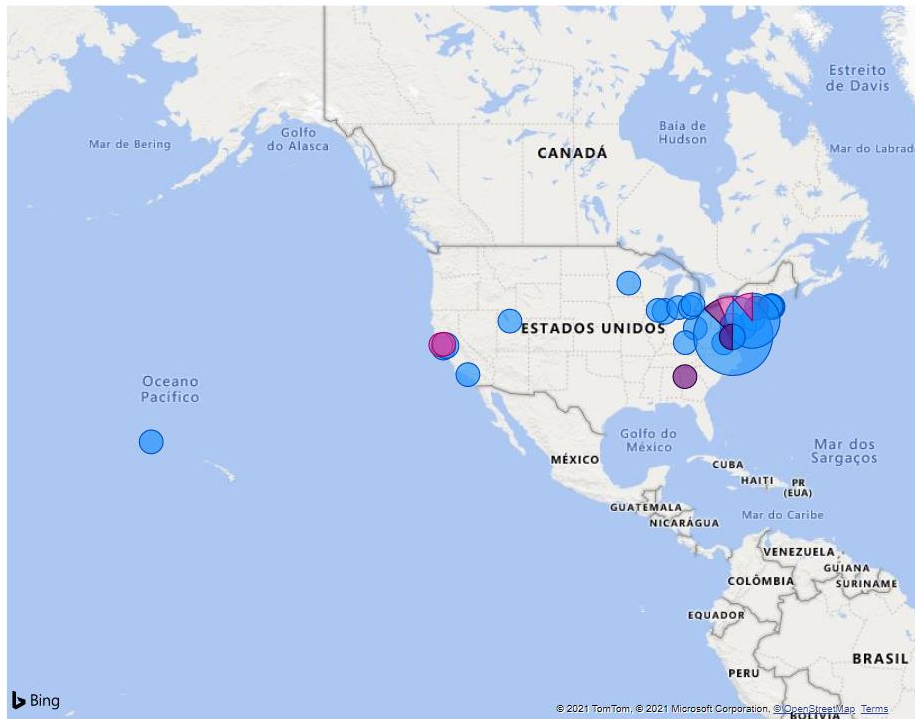 Estreito
de Davis
Baía de
Hudson
Golfo
do Alasca
Mar de Bering
Mar do Labrad
CANADÁ
ESTADOS UNIDOS
Oceano
Pacífico
Golfo do
México
Mar dos
Sargaços
MÉXICO
CUBA
HAITI
PR
(EUA)
GUATEMALA
Mar do Caribe
NICARÁGUA
VENEZUELA
GUIANA
COLÔMBIA
SURINAME
EQUADOR
BRASIL
PERU
Bing
© 2021 TomTom, © 2021 Microsoft Corporation, © OpenStreetMap Terms
BOLÍVIA